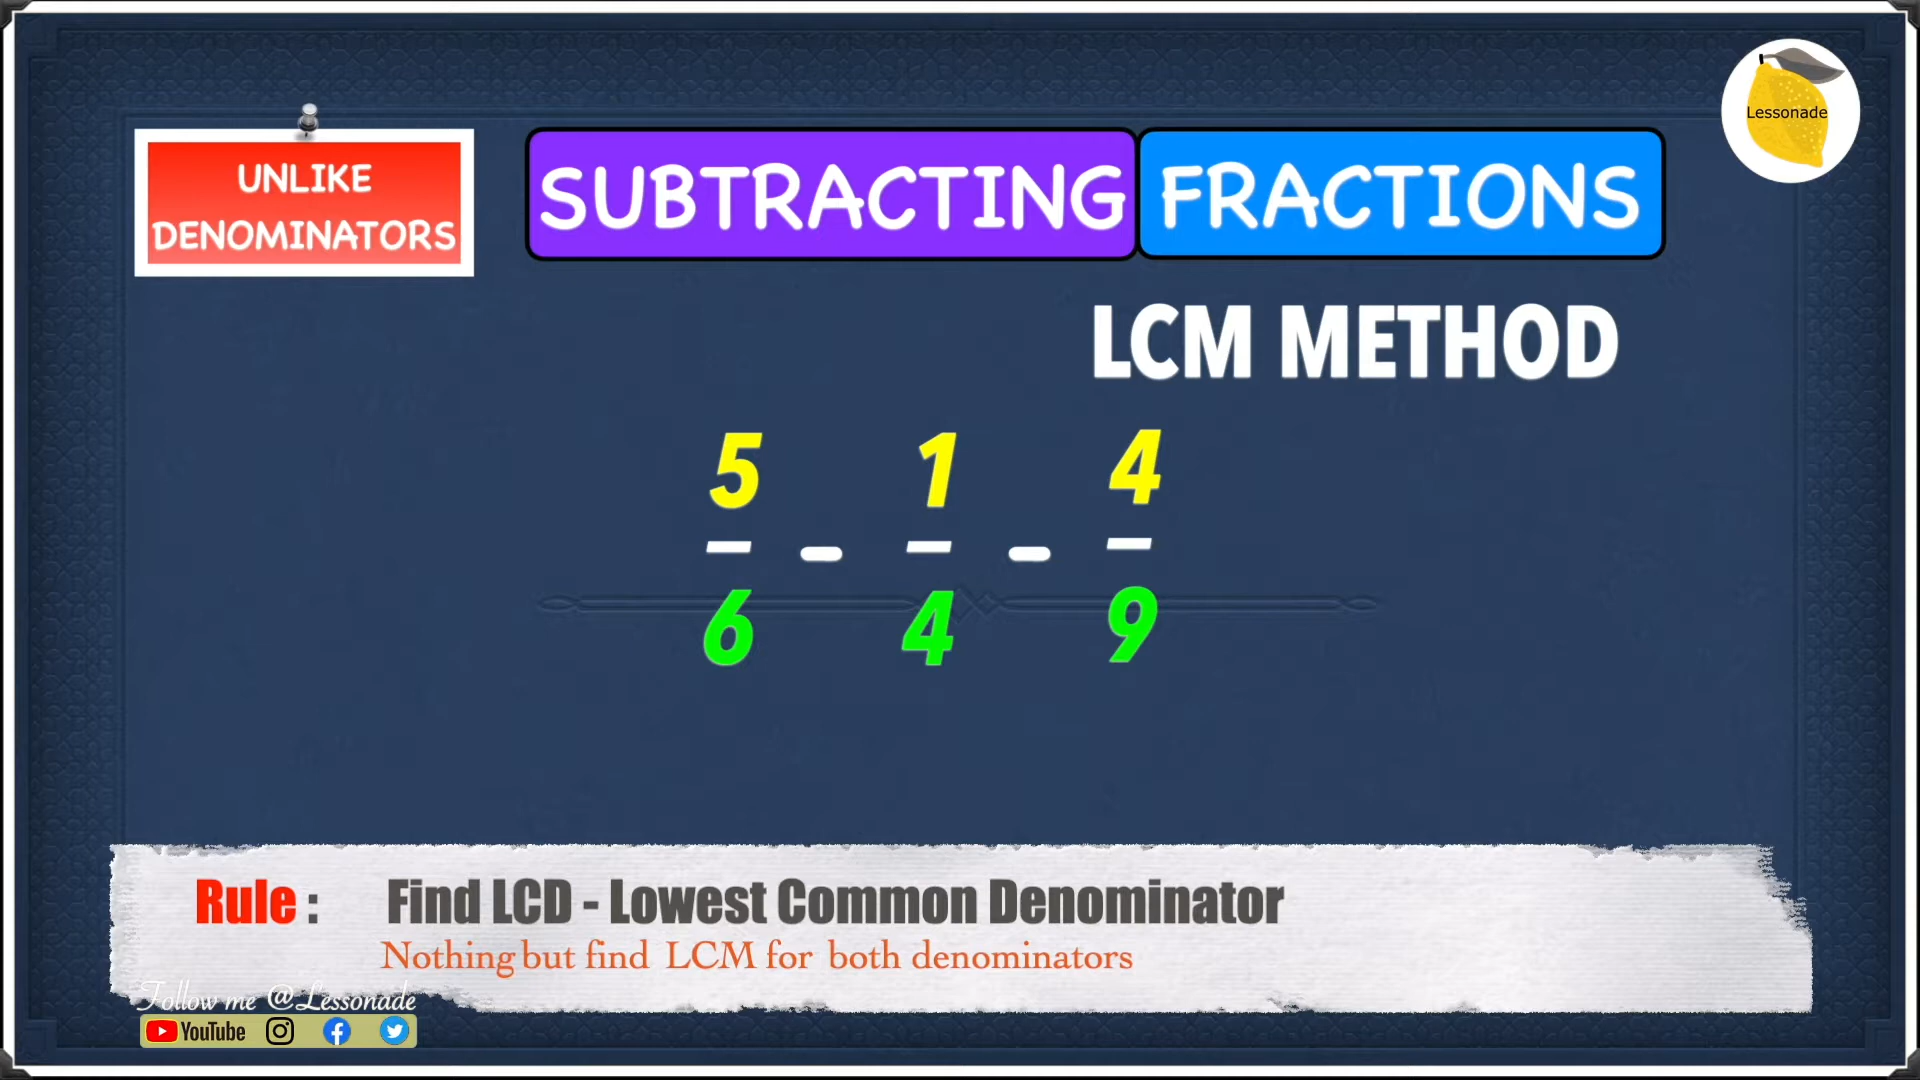 Lessonade
UNLIKE
DENOMINATORS
SUBTRACTING FRACTIONS
LCM METHOD
5 1 4
- -
6 4 9
Rule : Find LCD - Lowest Common Denominator
Nothing but find LCM for both denominators
Follow me @Lessonade
YouTube